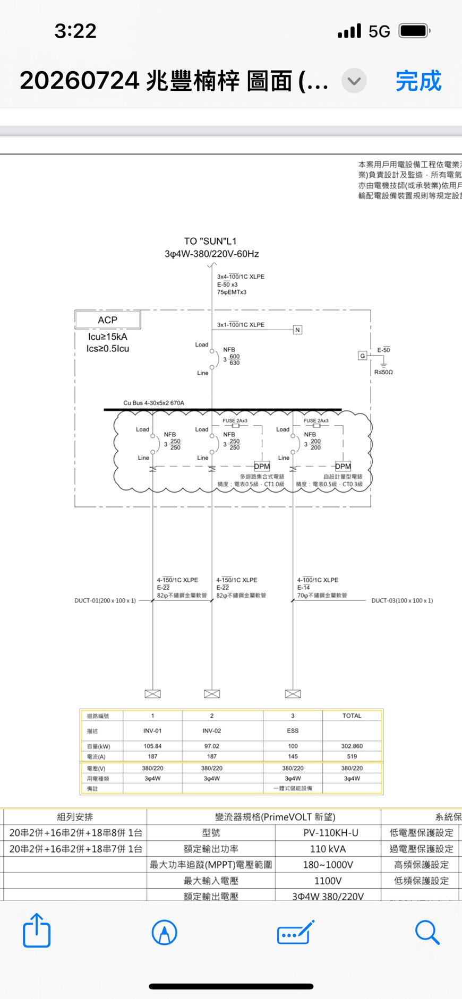 3:22
5G
20260724 兆豐楠梓 圖面 (...
完成
本案用戶用電設備工程依電業
業)負責設計及監造，所有電氣
亦由電機技師(或承裝業)依用戶
輸配電設備裝置規則等規定設
TO "SUN"L1
3φ4W-380/220V-60Hz
3x4-100/1C XLPE
E-50 x3
75φEMTx3
ACP
Icu≥15kA
Ics≥0.5Icu
3x1-100/1C XLPE
N
Load
NFB
3 600
630
Line
G
E-50
R≤50Ω
Cu Bus 4-30x5x2 670A
FUSE 2Ax3
FUSE 2Ax3
Load
Load
Load
NFB
NFB
NFB
3 250
250
3 250
250
3 200
200
Line
Line
Line
DPM
DPM
多迴路集合式電錶
自設計量型電錶
精度：電表0.5級，CT1.0級
精度：電表0.5級，CT0.3級
4-150/1C XLPE
E-22
82φ不鏽鋼金屬軟管
4-150/1C XLPE
E-22
82φ不鏽鋼金屬軟管
4-100/1C XLPE
E-14
70φ不鏽鋼金屬軟管
DUCT-01(200 x 100 x 1)
DUCT-03(100 x 100 x 1)
迴路編號 1 2 3 TOTAL
描述 INV-01 INV-02 ESS
容量(kW) 105.84 97.02 100 302.860
電流(A) 187 187 145 519
電壓(V) 380/220 380/220 380/220 380/220
用電種類 3φ4W 3φ4W 3φ4W 3φ4W
備註 一體式儲能設備
組列安排 變流器規格(PrimeVOLT 新望) 系統保
20串2併+16串2併+18串8併 1台 型號 PV-110KH-U 低電壓保護設定
20串2併+16串2併+18串7併 1台 額定輸出功率 110 kVA 過電壓保護設定
最大功率追蹤(MPPT)電壓範圍 180~1000V 高頻保護設定
最大輸入電壓 1100V 低頻保護設定
額定輸出電壓 3Φ4W 380/220V